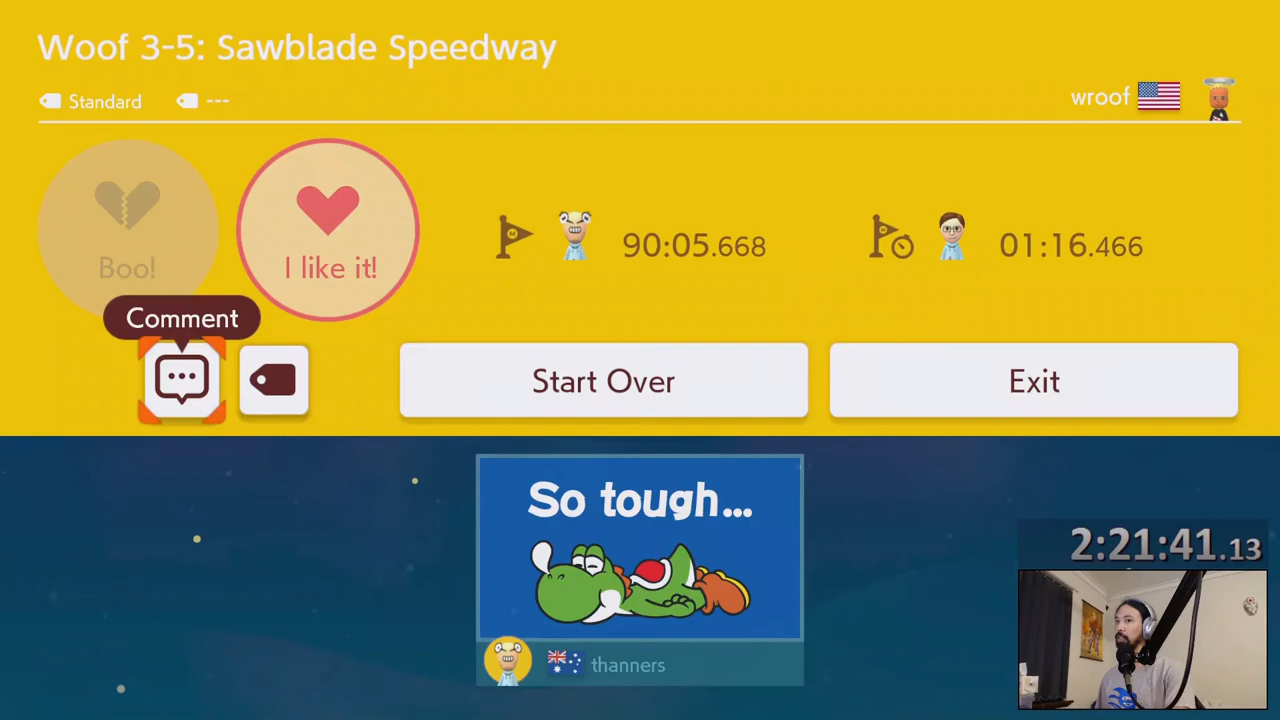 Woof 3-5: Sawblade Speedway
Standard
---
wroof
Boo!
I like it!
M
90:05.668
M
01:16.466
Comment
Start Over
Exit
So tough...
thanners
2:21:41.13